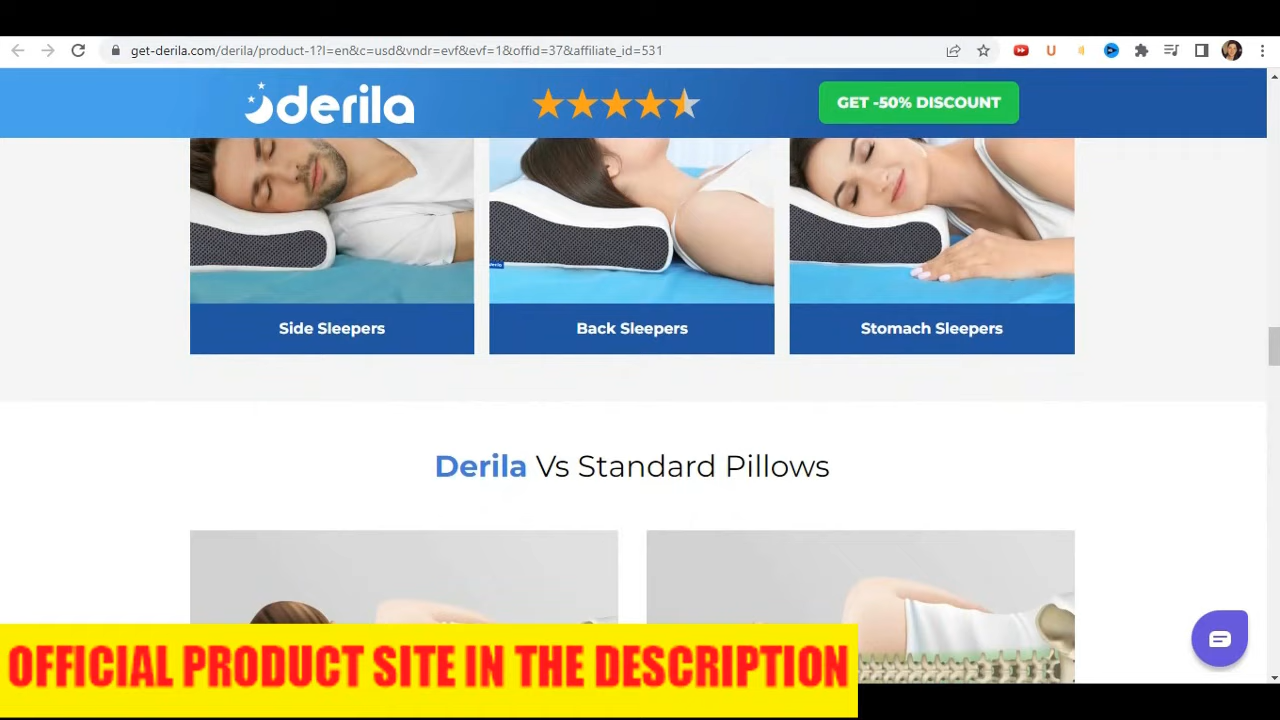 get-derila.com/derila/product-1?l=en&c=usd&vndr=evf&evf=1&offid=37&affiliate_id=531
U
derila
GET -50% DISCOUNT
Side Sleepers
Back Sleepers
Stomach Sleepers
Derila Vs Standard Pillows
OFFICIAL PRODUCT SITE IN THE DESCRIPTION